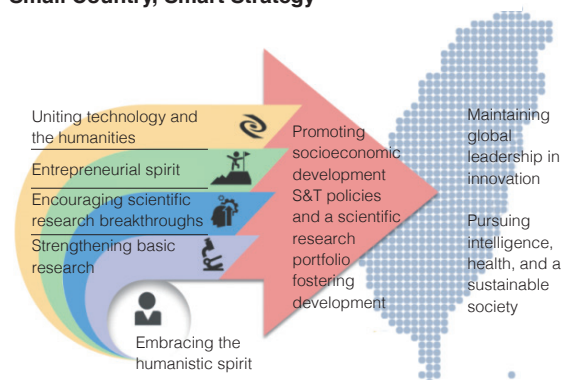 Small Country, Smart Strategy
Uniting technology and
the humanities
Entrepreneurial spirit
Encouraging scientific
research breakthroughs
Strengthening basic
research
Embracing the
humanistic spirit
Promoting
socioeconomic
development
S&T policies
and a scientific
research
portfolio
fostering
development
Maintaining
global
leadership in
innovation
Pursuing
intelligence,
health, and a
sustainable
society